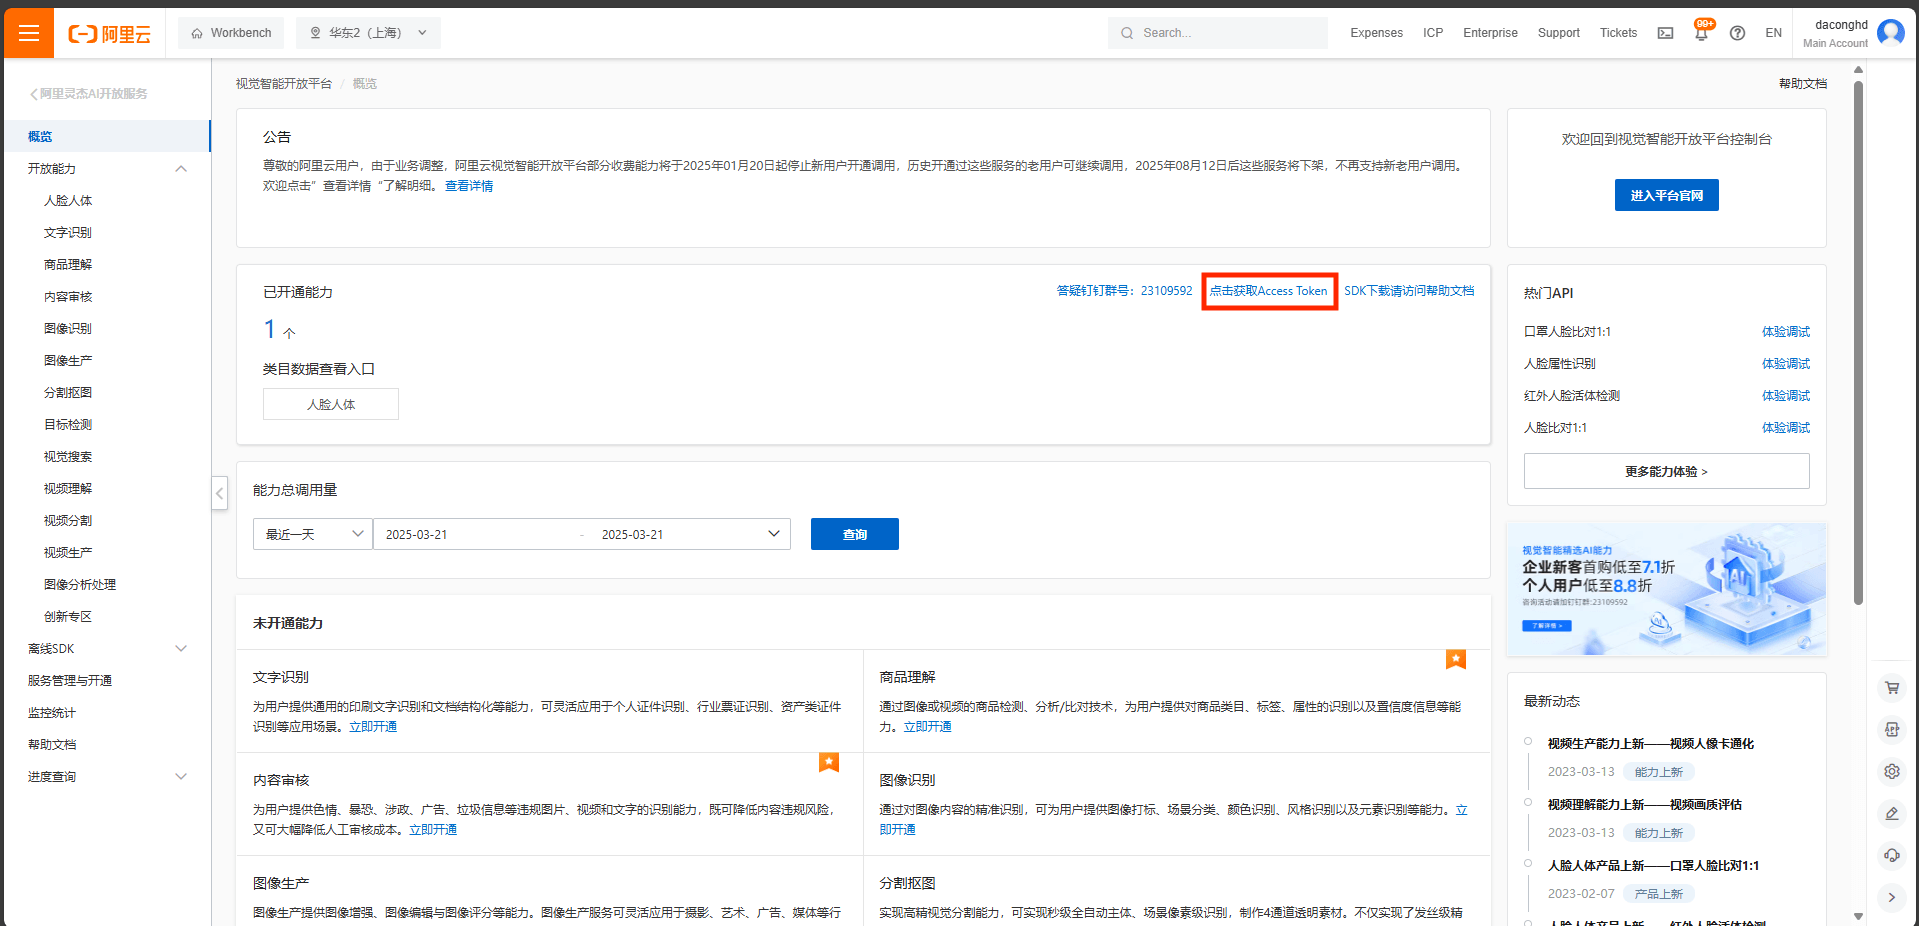 阿里云
Workbench
华东2（上海）
Search...
Expenses
ICP
Enterprise
Support
Tickets
99+
EN
daconghd
Main Account
阿里灵杰AI开放服务
概览
开放能力
人脸人体
文字识别
商品理解
内容审核
图像识别
图像生产
分割抠图
目标检测
视觉搜索
视频理解
视频分割
视频生产
图像分析处理
创新专区
离线SDK
服务管理与开通
监控统计
帮助文档
进度查询
视觉智能开放平台 / 概览
帮助文档
公告
尊敬的阿里云用户，由于业务调整，阿里云视觉智能开放平台部分收费能力将于2025年01月20日起停止新用户开通调用，历史开通过这些服务的老用户可继续调用，2025年08月12日后这些服务将下架，不再支持新老用户调用。
欢迎点击”查看详情“了解明细。 查看详情
欢迎回到视觉智能开放平台控制台
进入平台官网
已开通能力
答疑钉钉群号：23109592
点击获取Access Token
SDK下载请访问帮助文档
1 个
类目数据查看入口
人脸人体
热门API
口罩人脸比对1:1 体验调试
人脸属性识别 体验调试
红外人脸活体检测 体验调试
人脸比对1:1 体验调试
更多能力体验 >
能力总调用量
最近一天
2025-03-21 - 2025-03-21
查询
视觉智能精选AI能力
企业新客首购低至7.1折
个人用户低至8.8折
咨询活动请加钉钉群:23109592
了解详情 >
AI
未开通能力
文字识别
为用户提供通用的印刷文字识别和文档结构化等能力，可灵活应用于个人证件识别、行业票证识别、资产类证件
识别等应用场景。立即开通
商品理解
通过图像或视频的商品检测、分析/比对技术，为用户提供对商品类目、标签、属性的识别以及置信度信息等能
力。立即开通
内容审核
为用户提供色情、暴恐、涉政、广告、垃圾信息等违规图片、视频和文字的识别能力，既可降低内容违规风险，
又可大幅降低人工审核成本。立即开通
图像识别
通过对图像内容的精准识别，可为用户提供图像打标、场景分类、颜色识别、风格识别以及元素识别等能力。立
即开通
图像生产
图像生产提供图像增强、图像编辑与图像评分等能力。图像生产服务可灵活应用于摄影、艺术、广告、媒体等行
分割抠图
实现高精视觉分割能力，可实现秒级全自动主体、场景像素级识别，制作4通道透明素材。不仅实现了发丝级精
最新动态
视频生产能力上新——视频人像卡通化
2023-03-13 能力上新
视频理解能力上新——视频画质评估
2023-03-13 能力上新
人脸人体产品上新——口罩人脸比对1:1
2023-02-07 产品上新
人脸人体产品上新——红外人脸活体检测
API